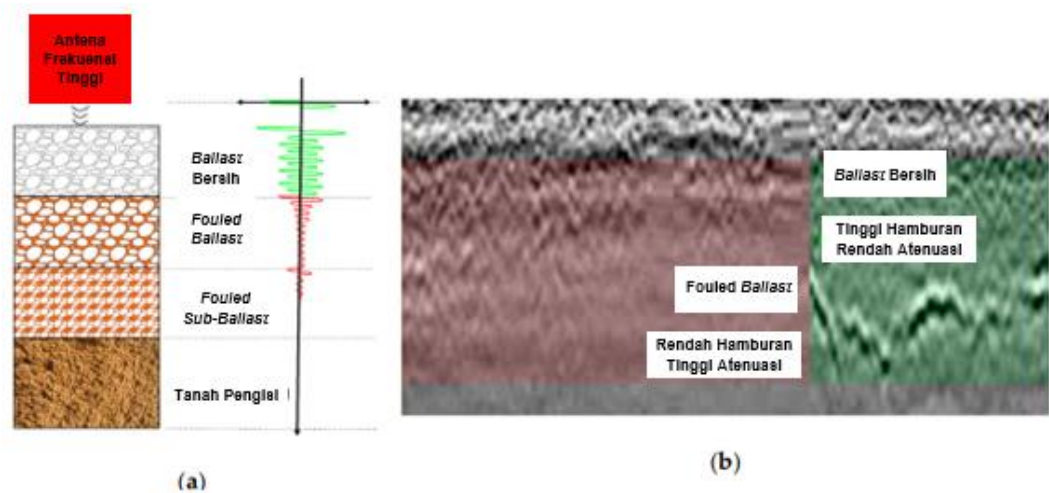 Antena
Frekuenai
Tinggi
Ballast
Bersih
Fouled
Ballast
Fouled
Sub-Ballast
Tanah Pengisi
(a)
Ballast Bersih
Tinggi Hamburan
Rendah Atenuasi
Fouled Ballast
Rendah Hamburan
Tinggi Atenuasi
(b)